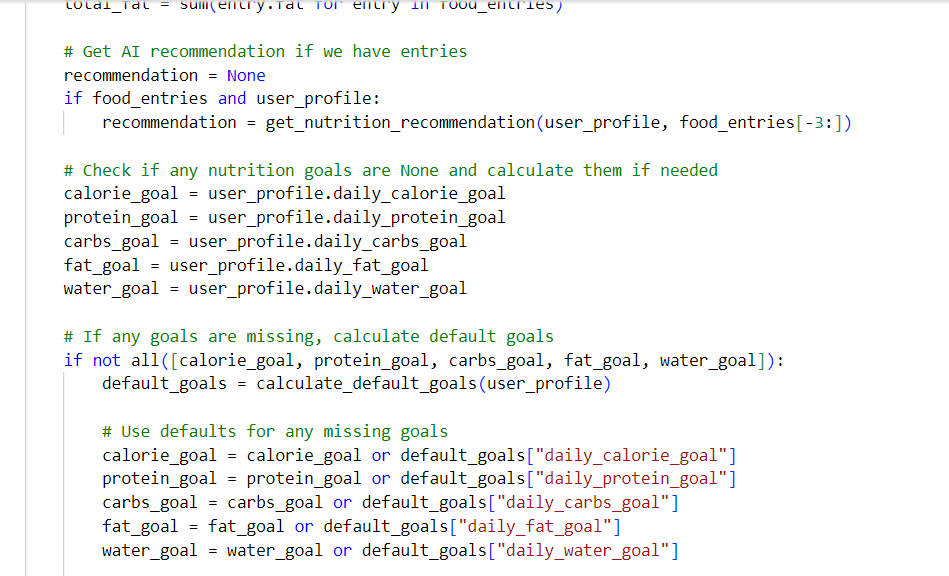 total_fat = sum(entry.fat for entry in food_entries)
# Get AI recommendation if we have entries
recommendation = None
if food_entries and user_profile:
recommendation = get_nutrition_recommendation(user_profile, food_entries[-3:])
# Check if any nutrition goals are None and calculate them if needed
calorie_goal = user_profile.daily_calorie_goal
protein_goal = user_profile.daily_protein_goal
carbs_goal = user_profile.daily_carbs_goal
fat_goal = user_profile.daily_fat_goal
water_goal = user_profile.daily_water_goal
# If any goals are missing, calculate default goals
if not all([calorie_goal, protein_goal, carbs_goal, fat_goal, water_goal]):
default_goals = calculate_default_goals(user_profile)
# Use defaults for any missing goals
calorie_goal = calorie_goal or default_goals["daily_calorie_goal"]
protein_goal = protein_goal or default_goals["daily_protein_goal"]
carbs_goal = carbs_goal or default_goals["daily_carbs_goal"]
fat_goal = fat_goal or default_goals["daily_fat_goal"]
water_goal = water_goal or default_goals["daily_water_goal"]